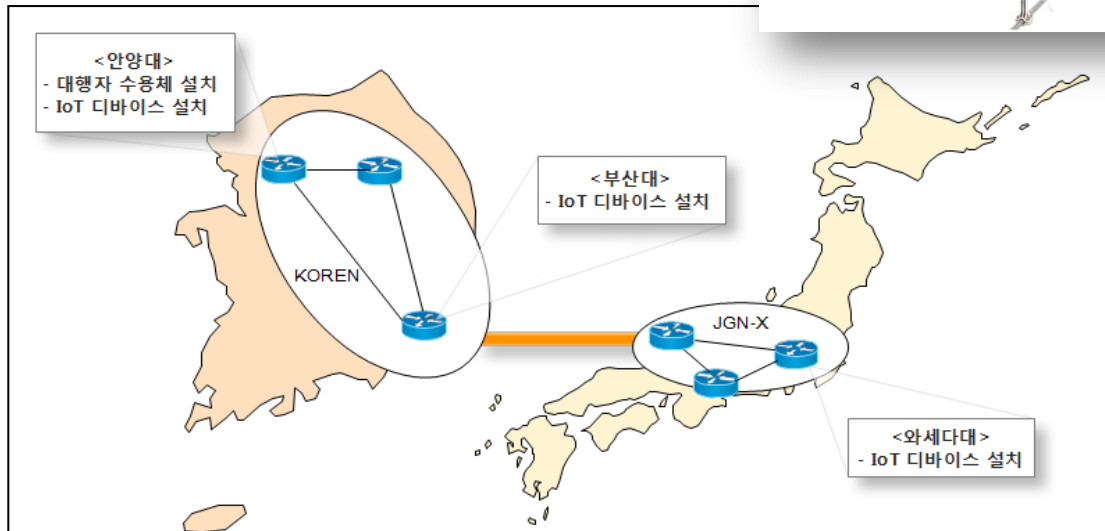 <안양대>
- 대행자 수용체 설치
- IoT 디바이스 설치
<부산대>
- IoT 디바이스 설치
KOREN
JGN-X
<와세다대>
- IoT 디바이스 설치